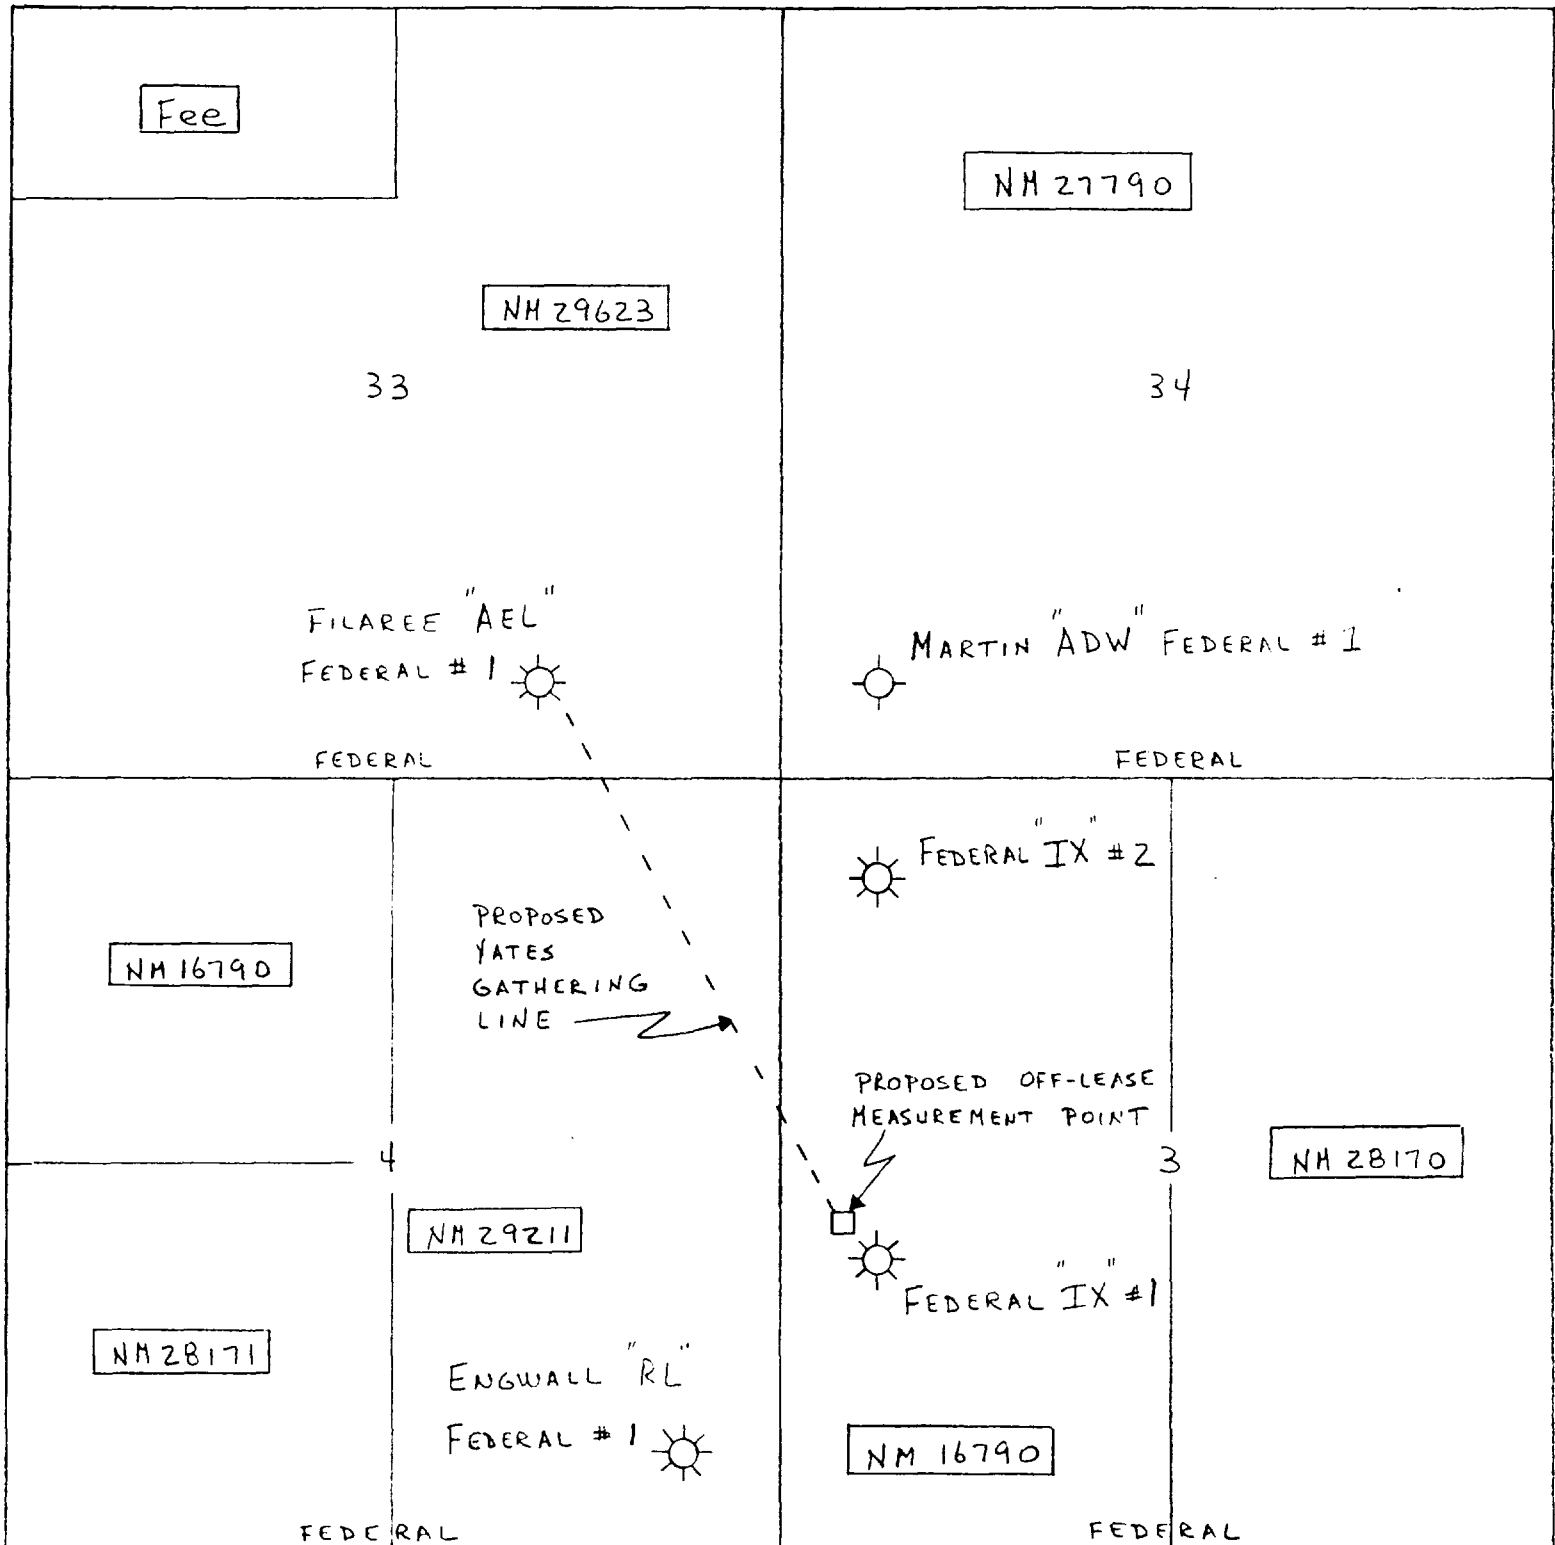 Fee
NM 27790
NM 29623
33
34
FILAREE "AEL"
FEDERAL # 1
MARTIN "ADW" FEDERAL # 1
FEDERAL
FEDERAL
FEDERAL "IX" # 2
PROPOSED
YATES
GATHERING
LINE
NM 16790
PROPOSED OFF-LEASE
MEASUREMENT POINT
4
3
NM 28170
NM 29211
FEDERAL "IX" #1
NM 28171
ENGWALL "RL"
FEDERAL # 1
NM 16790
FEDERAL
FEDERAL